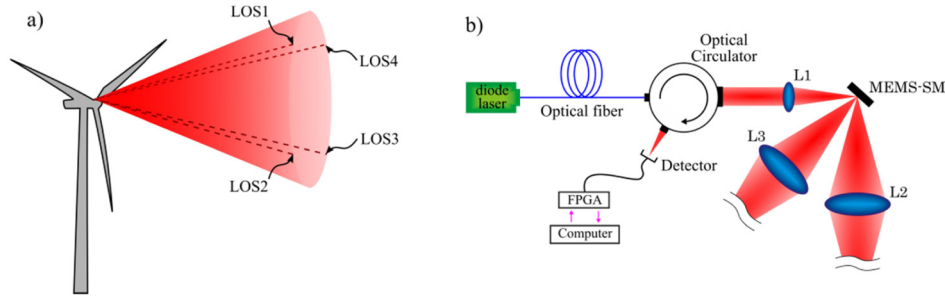 a)
LOS1
LOS4
LOS3
LOS2
b)
Optical
Circulator
diode
laser
Optical fiber
L1
MEMS-SM
L3
L2
Detector
FPGA
Computer